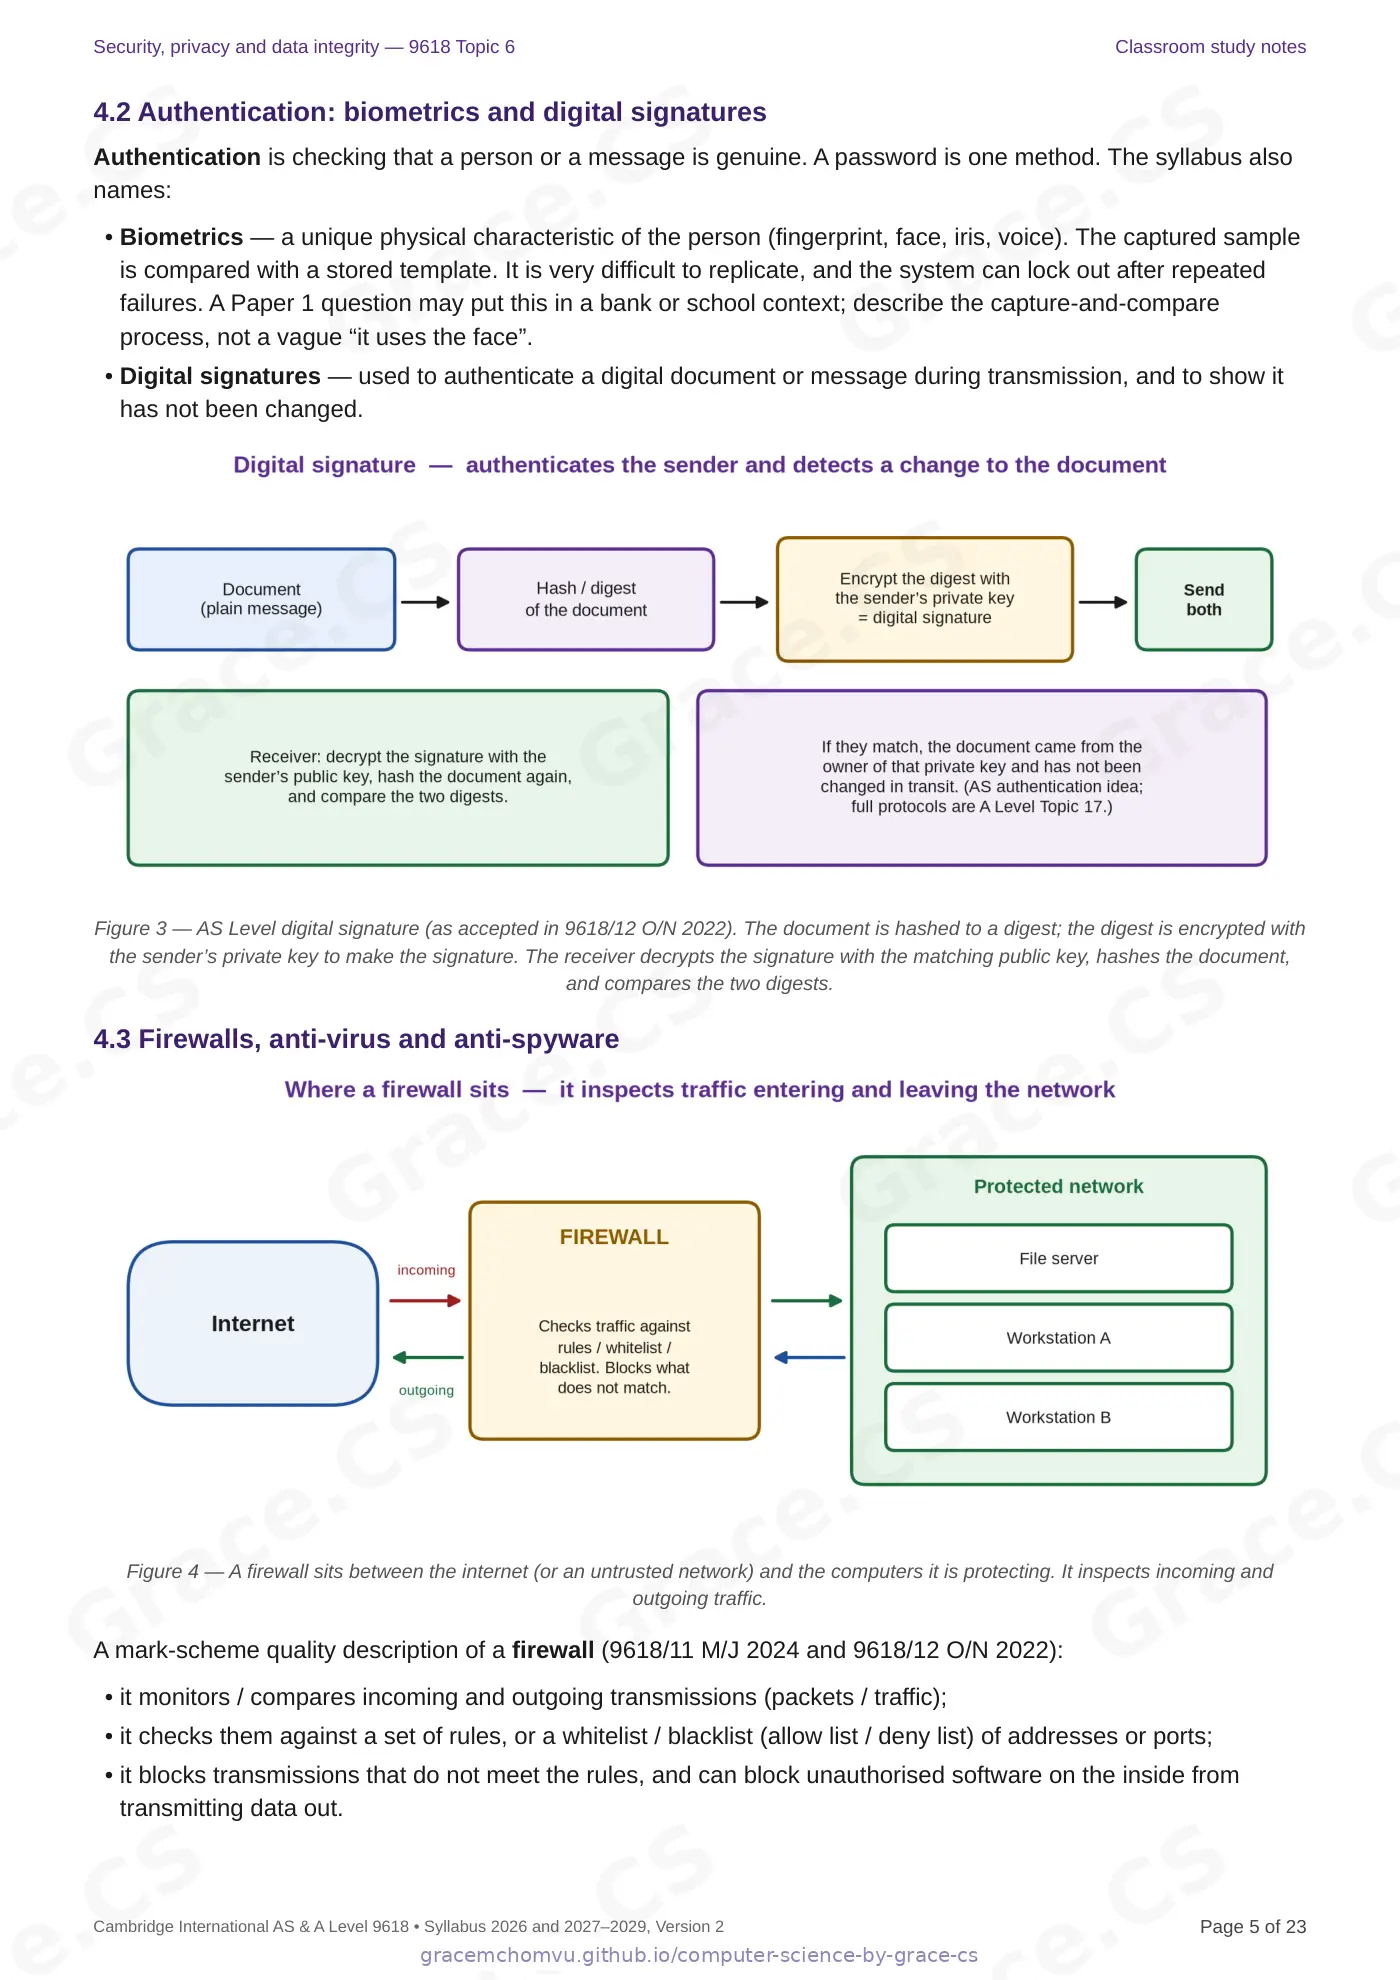 Security, privacy and data integrity — 9618 Topic 6
Classroom study notes
4.2 Authentication: biometrics and digital signatures
Authentication is checking that a person or a message is genuine. A password is one method. The syllabus also
names:
• Biometrics — a unique physical characteristic of the person (fingerprint, face, iris, voice). The captured sample
is compared with a stored template. It is very difficult to replicate, and the system can lock out after repeated
failures. A Paper 1 question may put this in a bank or school context; describe the capture-and-compare
process, not a vague “it uses the face”.
• Digital signatures — used to authenticate a digital document or message during transmission, and to show it
has not been changed.
Digital signature — authenticates the sender and detects a change to the document
Document
(plain message)
Hash / digest
of the document
Encrypt the digest with
the sender’s private key
= digital signature
Send
both
Receiver: decrypt the signature with the
sender’s public key, hash the document again,
and compare the two digests.
If they match, the document came from the
owner of that private key and has not been
changed in transit. (AS authentication idea;
full protocols are A Level Topic 17.)
Figure 3 — AS Level digital signature (as accepted in 9618/12 O/N 2022). The document is hashed to a digest; the digest is encrypted with
the sender’s private key to make the signature. The receiver decrypts the signature with the matching public key, hashes the document,
and compares the two digests.
4.3 Firewalls, anti-virus and anti-spyware
Where a firewall sits — it inspects traffic entering and leaving the network
Internet
incoming
outgoing
FIREWALL
Checks traffic against
rules / whitelist /
blacklist. Blocks what
does not match.
Protected network
File server
Workstation A
Workstation B
Figure 4 — A firewall sits between the internet (or an untrusted network) and the computers it is protecting. It inspects incoming and
outgoing traffic.
A mark-scheme quality description of a firewall (9618/11 M/J 2024 and 9618/12 O/N 2022):
• it monitors / compares incoming and outgoing transmissions (packets / traffic);
• it checks them against a set of rules, or a whitelist / blacklist (allow list / deny list) of addresses or ports;
• it blocks transmissions that do not meet the rules, and can block unauthorised software on the inside from
transmitting data out.
Cambridge International AS & A Level 9618 • Syllabus 2026 and 2027–2029, Version 2
Page 5 of 23
gracemchomvu.github.io/computer-science-by-grace-cs
Grace.CS